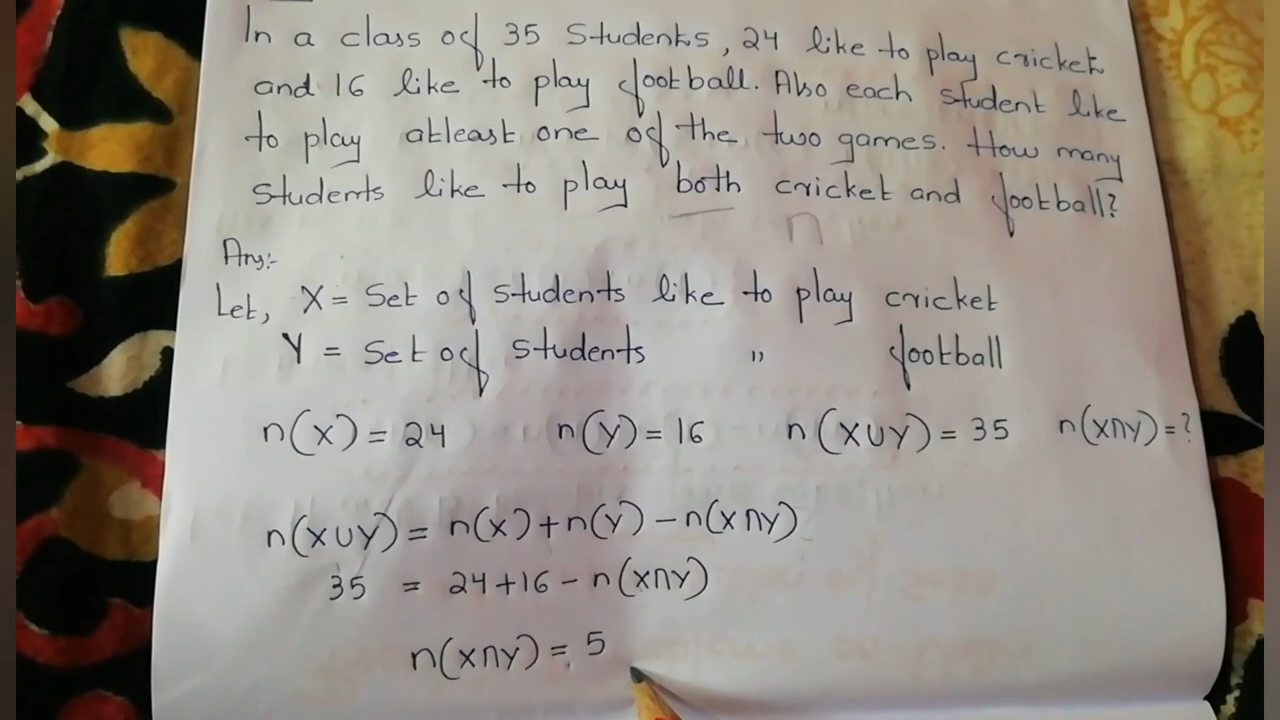 In a class of 35 Students, 24 like to play cricket
and 16 like to play football. Also each student like
to play atleast one of the two games. How many
students like to play both cricket and football?
n
Ans:-
Let, X = Set of students like to play cricket
Y = Set of students " football
n(X) = 24 n(Y) = 16 n(X∪Y) = 35 n(X∩Y) = ?
n(X∪Y) = n(X) + n(Y) - n(X∩Y)
35 = 24+16 - n(X∩Y)
n(X∩Y) = 5